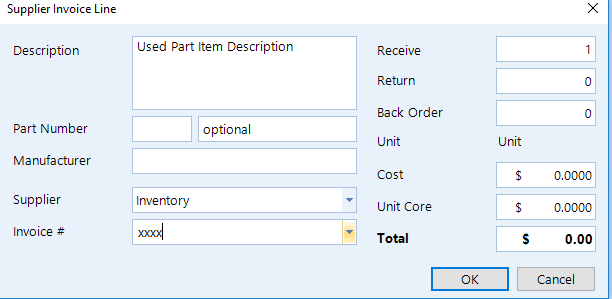 Supplier Invoice Line
Description
Used Part Item Description
Part Number
optional
Manufacturer
Supplier
Inventory
Invoice #
xxxx
Receive
1
Return
0
Back Order
0
Unit
Unit
Cost
$ 0.0000
Unit Core
$ 0.0000
Total
$ 0.00
OK
Cancel